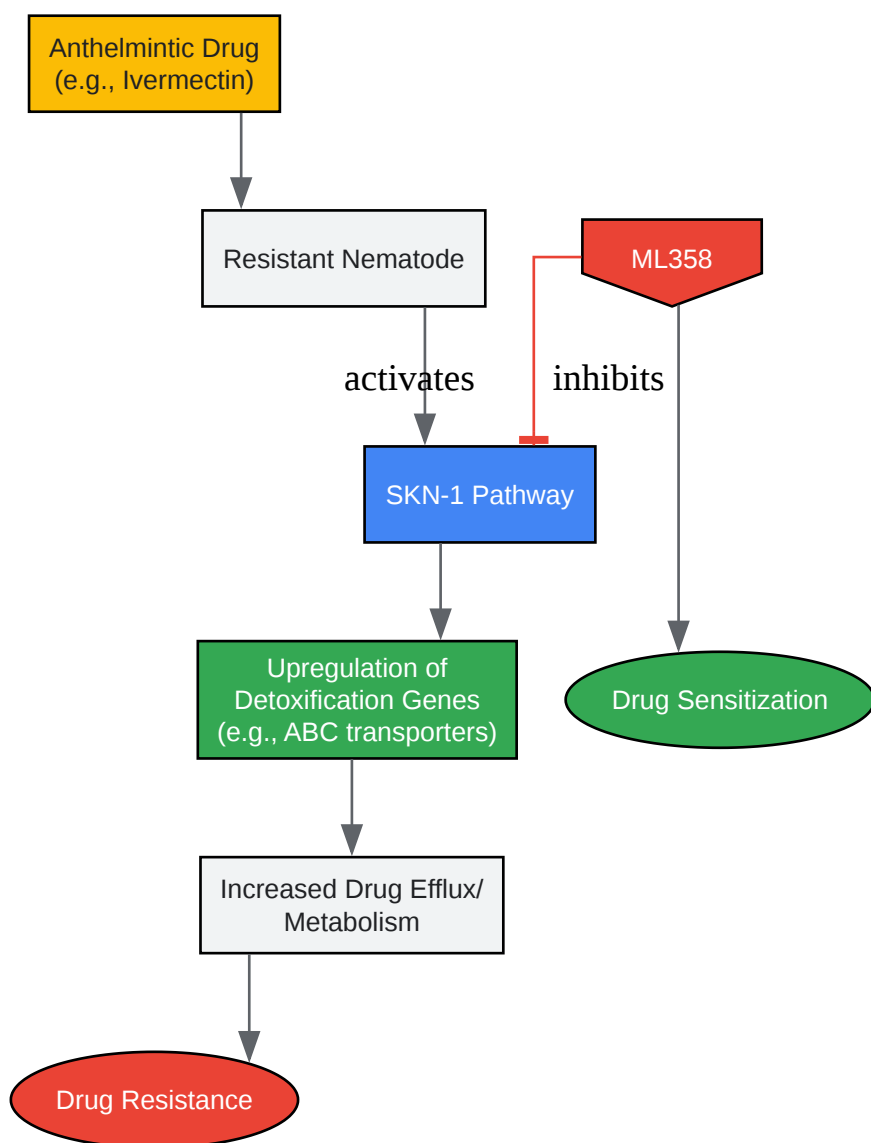 Anthelmintic Drug
(e.g., Ivermectin)
Resistant Nematode
ML358
activates
inhibits
SKN-1 Pathway
Upregulation of
Detoxification Genes
(e.g., ABC transporters)
Drug Sensitization
Increased Drug Efflux/
Metabolism
Drug Resistance